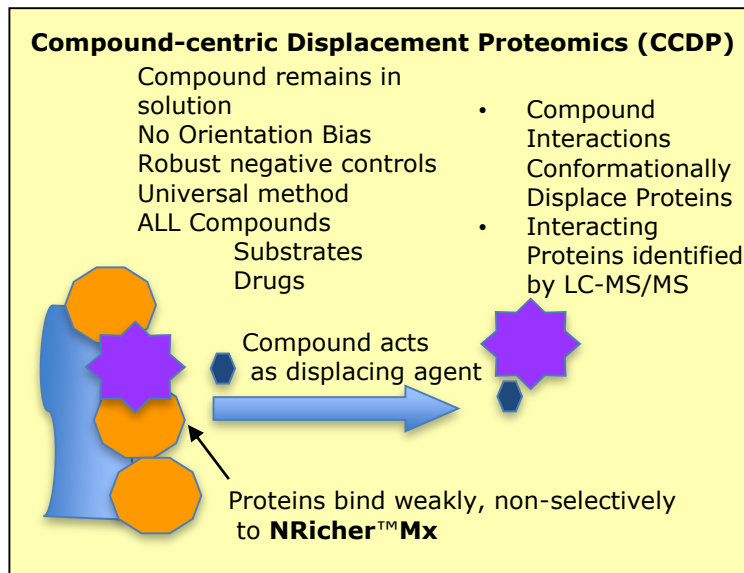 Compound-centric Displacement Proteomics (CCDP)
Compound remains in
solution
No Orientation Bias
Robust negative controls
Universal method
ALL Compounds
Substrates
Drugs
• Compound
Interactions
Conformationally
Displace Proteins
• Interacting
Proteins identified
by LC-MS/MS
Compound acts
as displacing agent
Proteins bind weakly, non-selectively
to NRicher™Mx